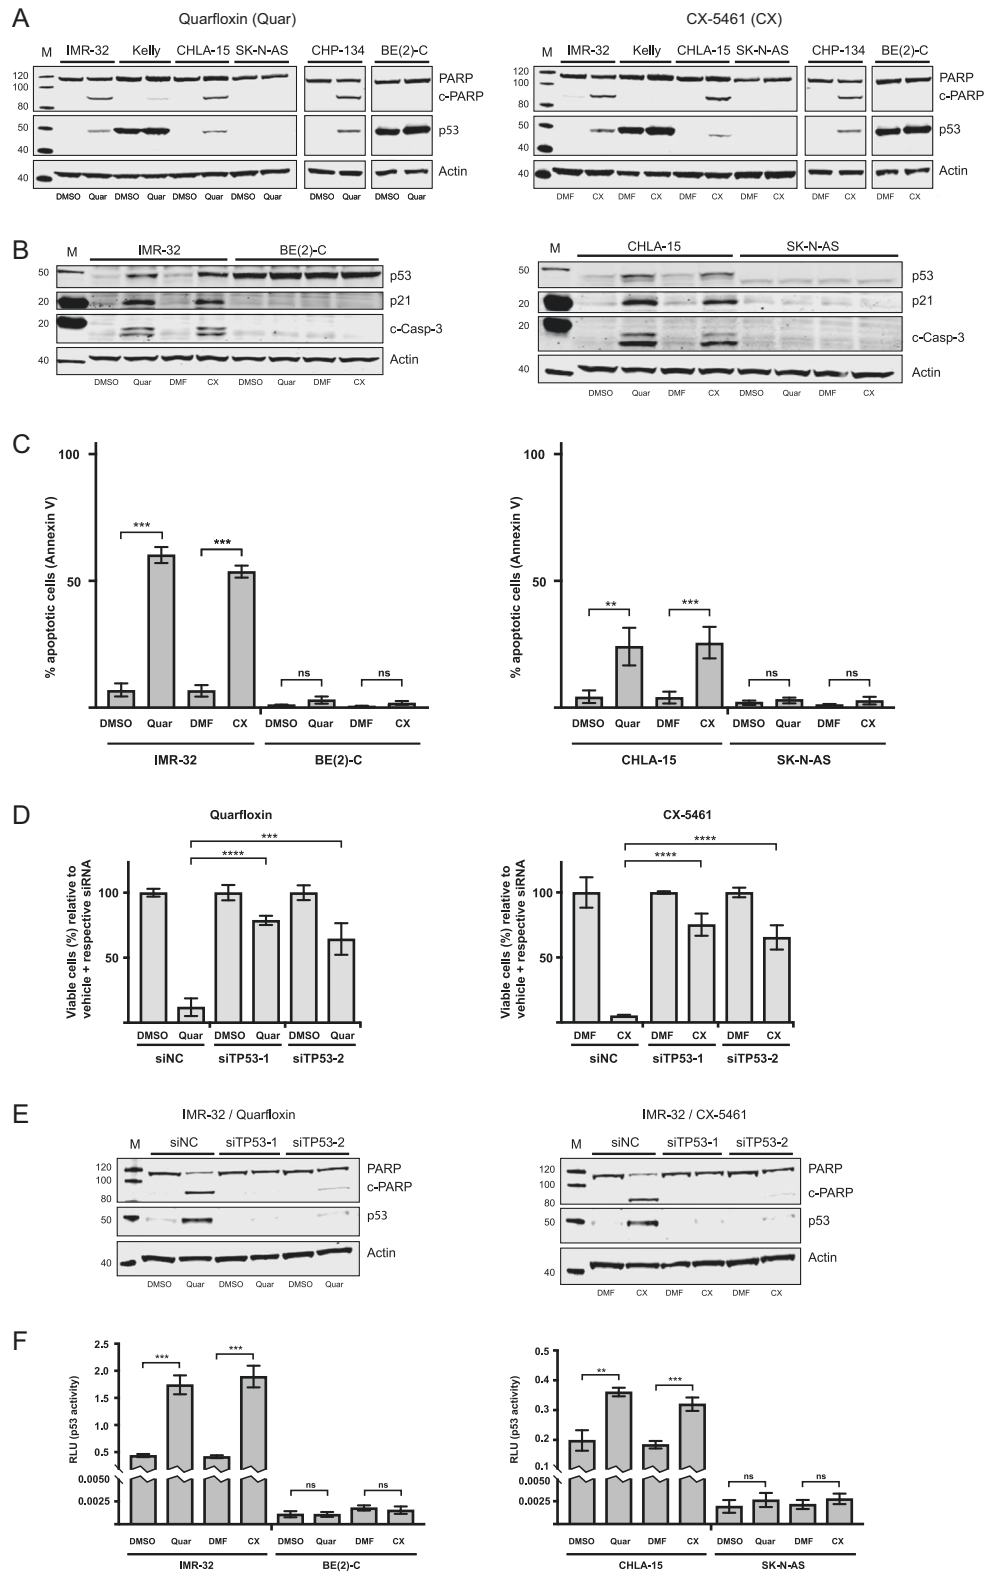 A
Quarfloxin (Quar)
M IMR-32 Kelly CHLA-15 SK-N-AS CHP-134 BE(2)-C
120
100
80
PARP
c-PARP
50
40
p53
40
Actin
DMSO Quar DMSO Quar DMSO Quar DMSO Quar DMSO Quar DMSO Quar
CX-5461 (CX)
M IMR-32 Kelly CHLA-15 SK-N-AS CHP-134 BE(2)-C
120
100
80
PARP
c-PARP
50
40
p53
40
Actin
DMF CX DMF CX DMF CX DMF CX DMF CX DMF CX
B
M IMR-32 BE(2)-C
50
p53
20
p21
20
c-Casp-3
40
Actin
DMSO Quar DMF CX DMSO Quar DMF CX
M CHLA-15 SK-N-AS
50
p53
20
p21
20
c-Casp-3
40
Actin
DMSO Quar DMF CX DMSO Quar DMF CX
C
% apoptotic cells (Annexin V)
100
50
*** *** ns ns
DMSO Quar DMF CX DMSO Quar DMF CX
IMR-32 BE(2)-C
% apoptotic cells (Annexin V)
100
50
** *** ns ns
DMSO Quar DMF CX DMSO Quar DMF CX
CHLA-15 SK-N-AS
D
Quarfloxin
Viable cells (%) relative to
vehicle + respective siRNA
100
50
***
****
DMSO Quar DMSO Quar DMSO Quar
siNC siTP53-1 siTP53-2
CX-5461
Viable cells (%) relative to
vehicle + respective siRNA
100
50
****
****
DMF CX DMF CX DMF CX
siNC siTP53-1 siTP53-2
E
IMR-32 / Quarfloxin
M siNC siTP53-1 siTP53-2
120
100
80
PARP
c-PARP
50
p53
40
Actin
DMSO Quar DMSO Quar DMSO Quar
IMR-32 / CX-5461
M siNC siTP53-1 siTP53-2
120
100
80
PARP
c-PARP
50
p53
40
Actin
DMF CX DMF CX DMF CX
F
RLU (p53 activity)
2.5
2.0
1.5
1.0
0.5
0.0050
0.0025
*** *** ns ns
DMSO Quar DMF CX DMSO Quar DMF CX
IMR-32 BE(2)-C
RLU (p53 activity)
0.5
0.4
0.3
0.2
0.1
0.0050
0.0025
** *** ns ns
DMSO Quar DMF CX DMSO Quar DMF CX
CHLA-15 SK-N-AS